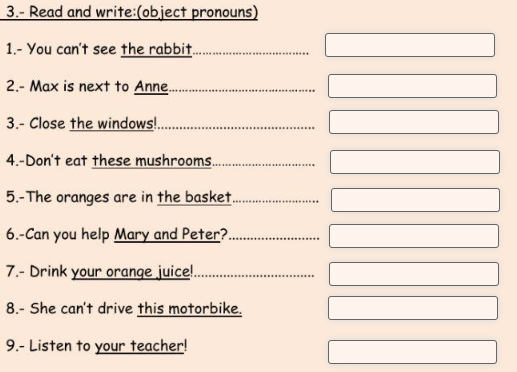 3.- Read and write:(object pronouns)
1.- You can't see the rabbit..............................
2.- Max is next to Anne......................................
3.- Close the windows!.........................................
4.-Don't eat these mushrooms...........................
5.-The oranges are in the basket......................
6.-Can you help Mary and Peter?.......................
7.- Drink your orange juice!...............................
8.- She can't drive this motorbike.
9.- Listen to your teacher!